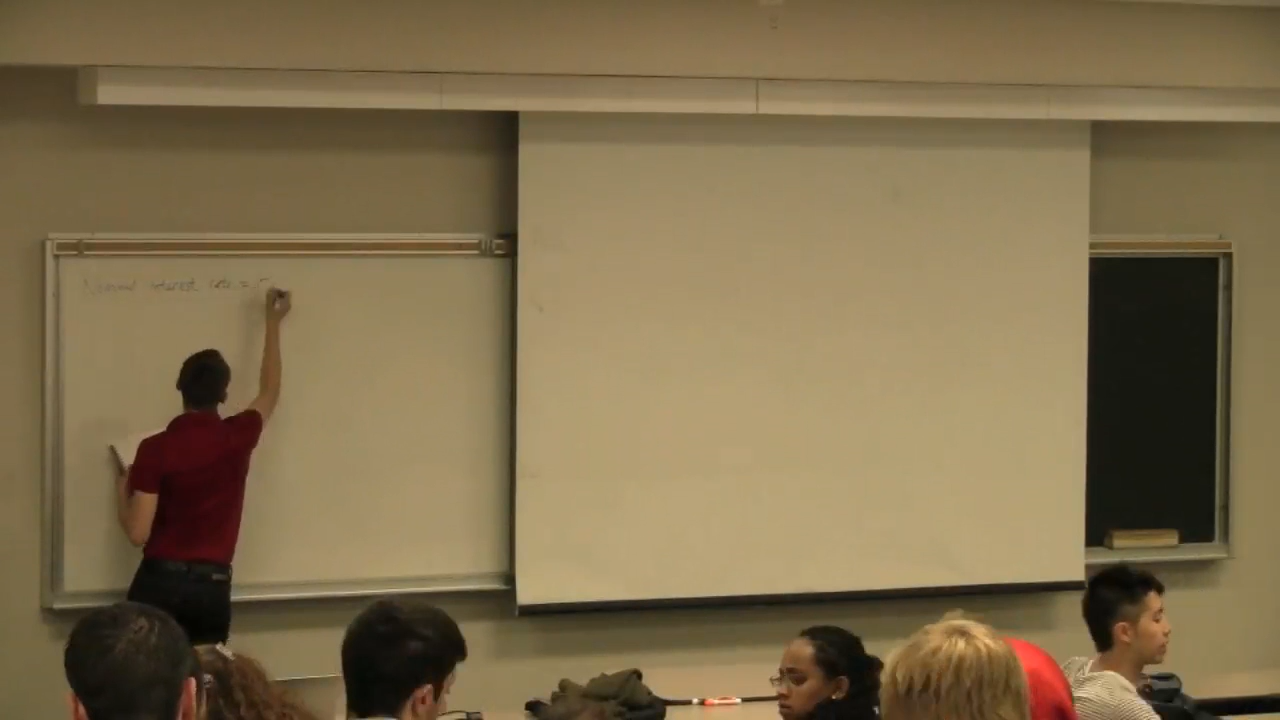 Nominal interest rate =